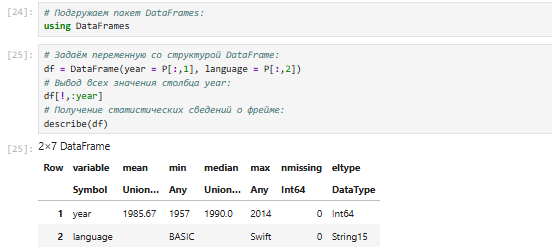 [24]: # Подгружаем пакет DataFrames:
using DataFrames
[25]: # Задаём переменную со структурой DataFrame:
df = DataFrame(year = P[:,1], language = P[:,2])
# Вывод всех значения столбца year:
df[!,:year]
# Получение статистических сведений о фрейме:
describe(df)
[25]: 2×7 DataFrame
Row variable mean min median max nmissing eltype
Symbol Union… Any Union… Any Int64 DataType
1 year 1985.67 1957 1990.0 2014 0 Int64
2 language BASIC Swift 0 String15